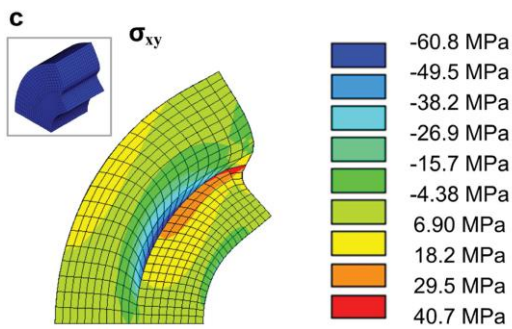 c
σxy
-60.8 MPa
-49.5 MPa
-38.2 MPa
-26.9 MPa
-15.7 MPa
-4.38 MPa
6.90 MPa
18.2 MPa
29.5 MPa
40.7 MPa